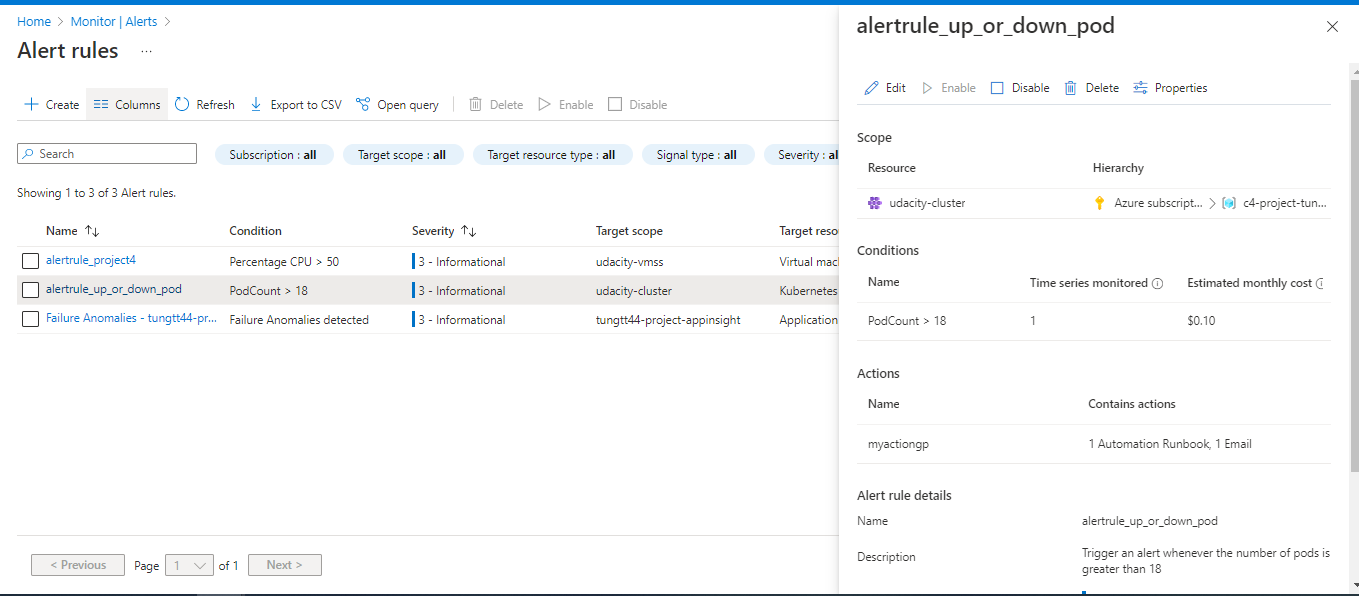 Home > Monitor | Alerts >
Alert rules ...
Create Columns Refresh Export to CSV Open query Delete Enable Disable
Search Subscription : all Target scope : all Target resource type : all Signal type : all Severity : al
Showing 1 to 3 of 3 Alert rules.
Name Condition Severity Target scope Target reso
alertrule_project4 Percentage CPU > 50 3 - Informational udacity-vmss Virtual mac
alertrule_up_or_down_pod PodCount > 18 3 - Informational udacity-cluster Kubernetes
Failure Anomalies - tungtt44-pr... Failure Anomalies detected 3 - Informational tungtt44-project-appinsight Application
< Previous Page 1 of 1 Next >
alertrule_up_or_down_pod
Edit Enable Disable Delete Properties
Scope
Resource Hierarchy
udacity-cluster Azure subscript... > c4-project-tun...
Conditions
Name Time series monitored Estimated monthly cost
PodCount > 18 1 $0.10
Actions
Name Contains actions
myactiongp 1 Automation Runbook, 1 Email
Alert rule details
Name alertrule_up_or_down_pod
Description Trigger an alert whenever the number of pods is
greater than 18